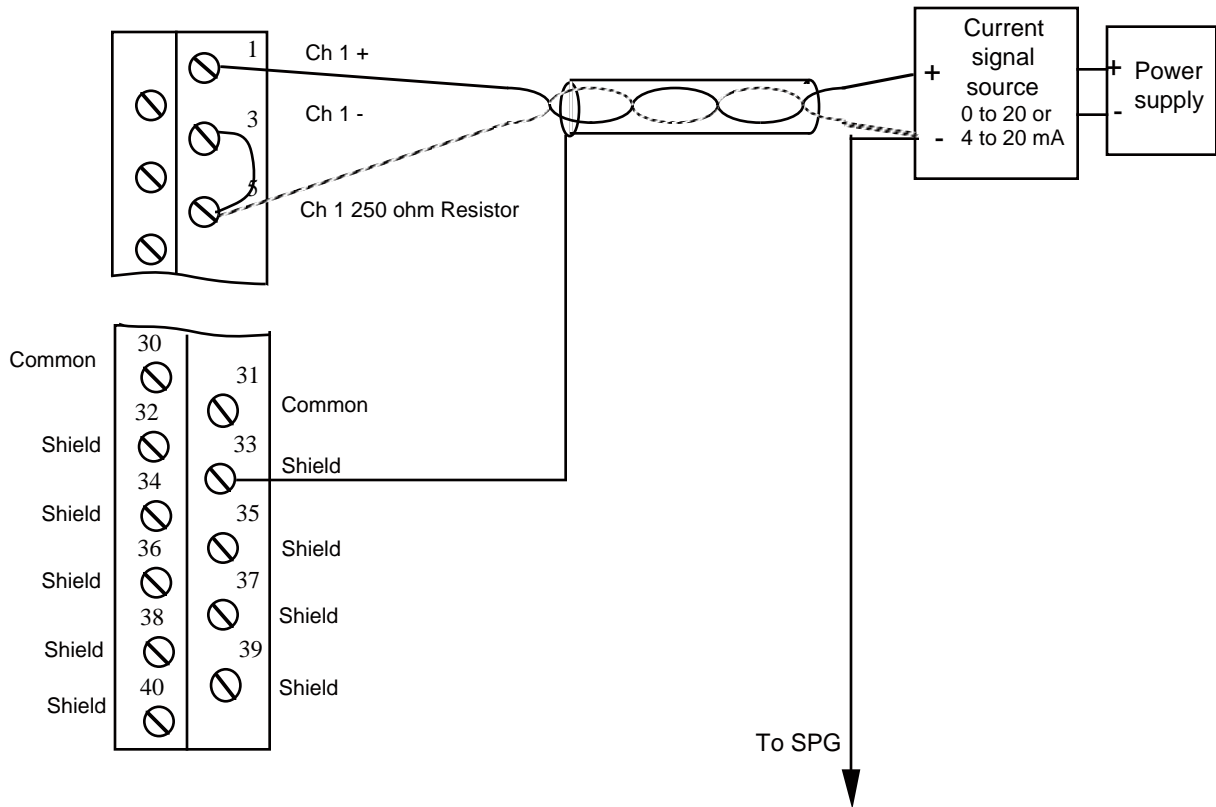 1
Ch 1 +
Ch 1 -
3
5
Ch 1 250 ohm Resistor
+
-
Current
signal
source
0 to 20 or
4 to 20 mA
+
-
Power
supply
30
Common
31
Common
32
Shield
33
Shield
34
Shield
35
Shield
36
Shield
37
Shield
38
Shield
39
Shield
40
Shield
To SPG